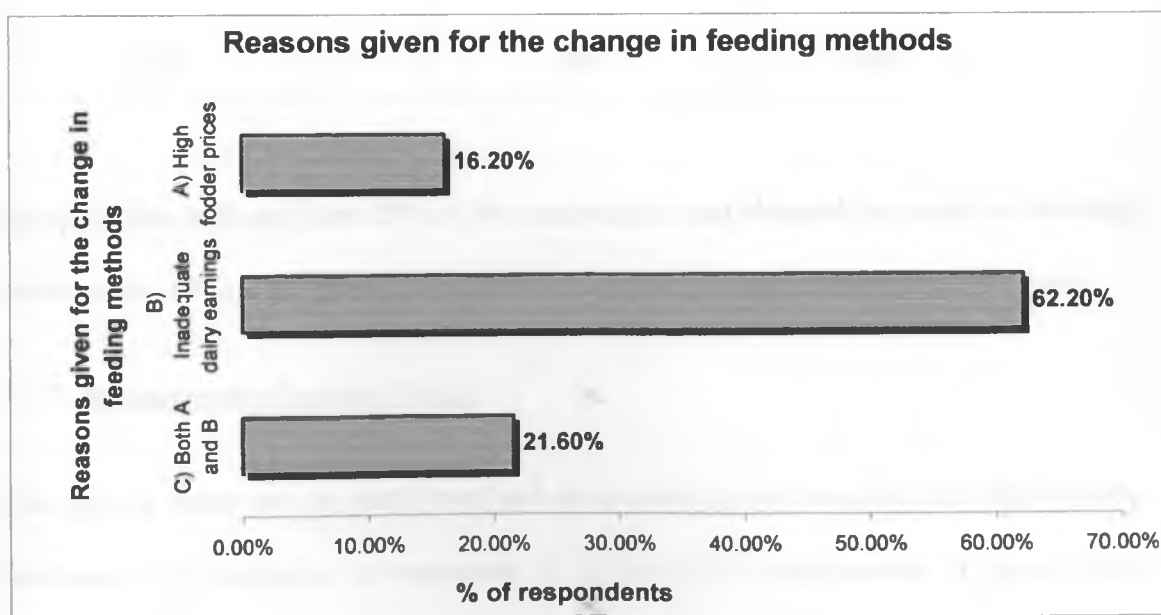 Reasons given for the change in feeding methods
Reasons given for the change in
feeding methods
A) High
fodder prices
16.20%
B)
Inadequate
dairy earnings
62.20%
C) Both A
and B
21.60%
0.00% 10.00% 20.00% 30.00% 40.00% 50.00% 60.00% 70.00%
% of respondents